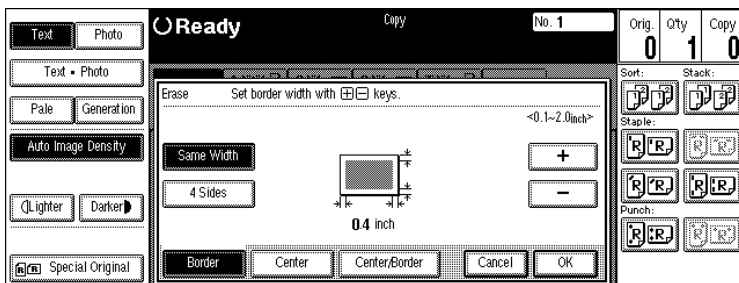 Text Photo
Text • Photo
Pale Generation
Auto Image Density
Lighter Darker
Special Original
Ready
Copy
No. 1
Erase Set border width with ⊞⊟ keys.
<0.1~2.0inch>
Same Width
4 Sides
+
−
0.4 inch
Border Center Center/Border Cancel OK
Orig. Q'ty Copy
0 1 0
Sort: Stack:
Staple:
Punch: